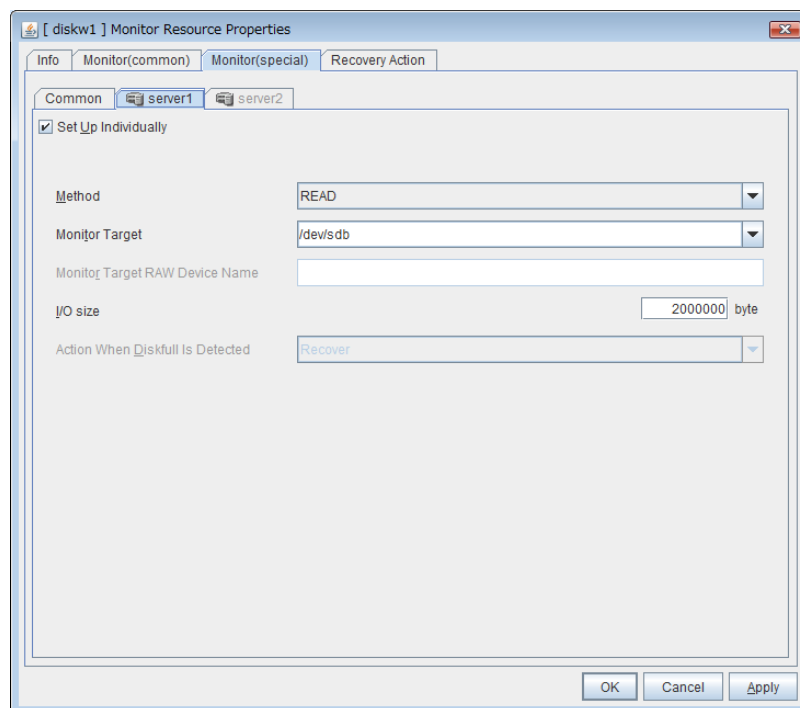 [ diskw1 ] Monitor Resource Properties
Info Monitor(common) Monitor(special) Recovery Action
Common server1 server2
Set Up Individually
Method READ
Monitor Target /dev/sdb
Monitor Target RAW Device Name
I/O size 2000000 byte
Action When Diskfull Is Detected Recover
OK Cancel Apply